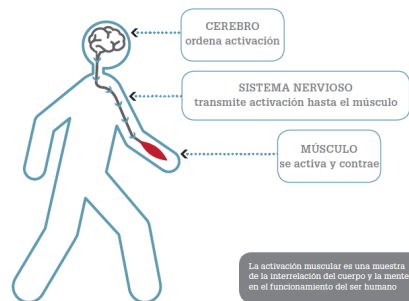 CEREBRO
ordena activación
SISTEMA NERVIOSO
transmite activación hasta el músculo
MÚSCULO
se activa y contrae
La activación muscular es una muestra
de la interrelación del cuerpo y la mente
en el funcionamiento del ser humano